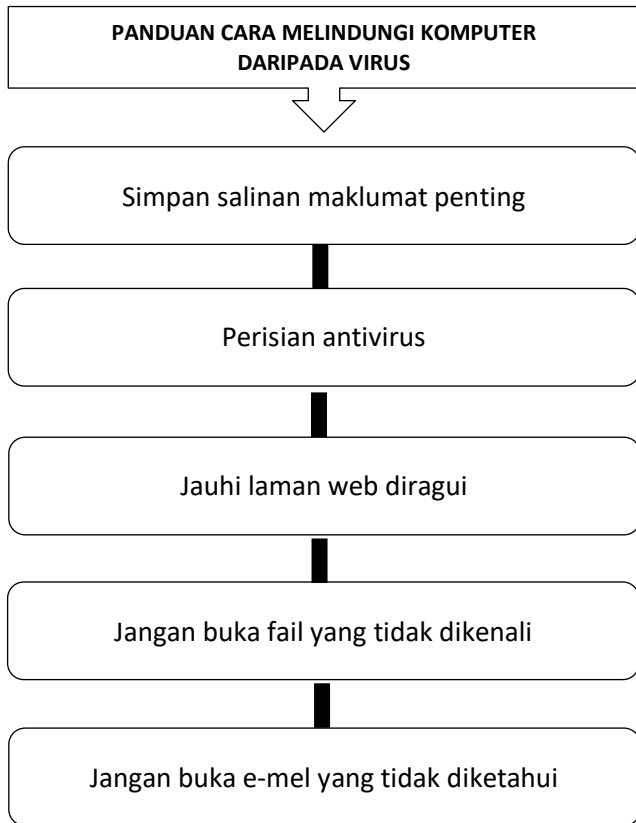 PANDUAN CARA MELINDUNGI KOMPUTER
DARIPADA VIRUS
Simpan salinan maklumat penting
Perisian antivirus
Jauhi laman web diragui
Jangan buka fail yang tidak dikenali
Jangan buka e-mel yang tidak diketahui